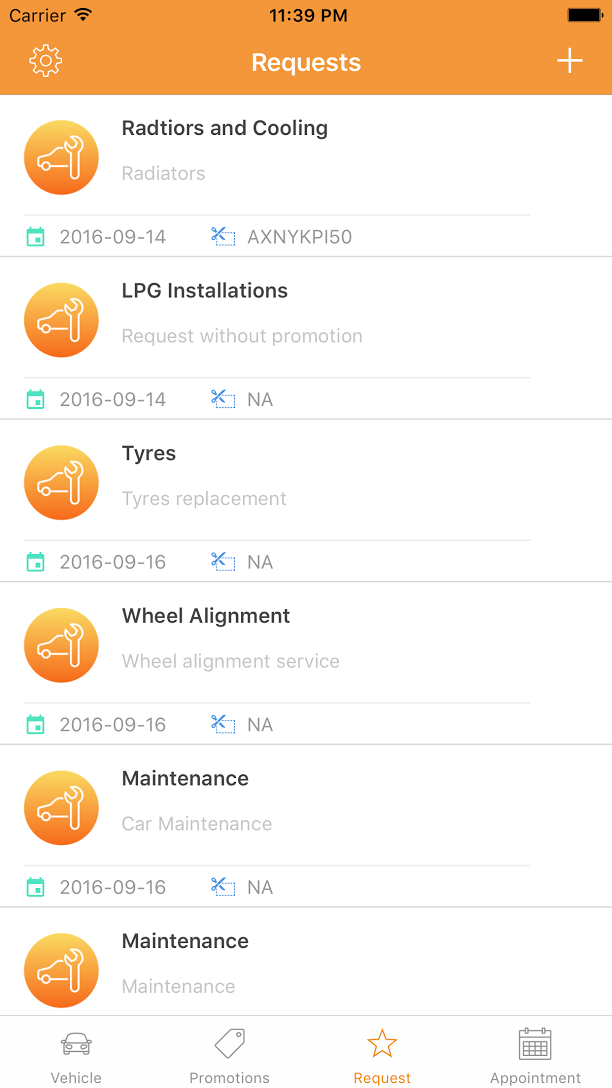 Carrier 11:39 PM
Requests
Radtiors and Cooling
Radiators
2016-09-14 AXNYKPI50
LPG Installations
Request without promotion
2016-09-14 NA
Tyres
Tyres replacement
2016-09-16 NA
Wheel Alignment
Wheel alignment service
2016-09-16 NA
Maintenance
Car Maintenance
2016-09-16 NA
Maintenance
Maintenance
Vehicle Promotions Request Appointment